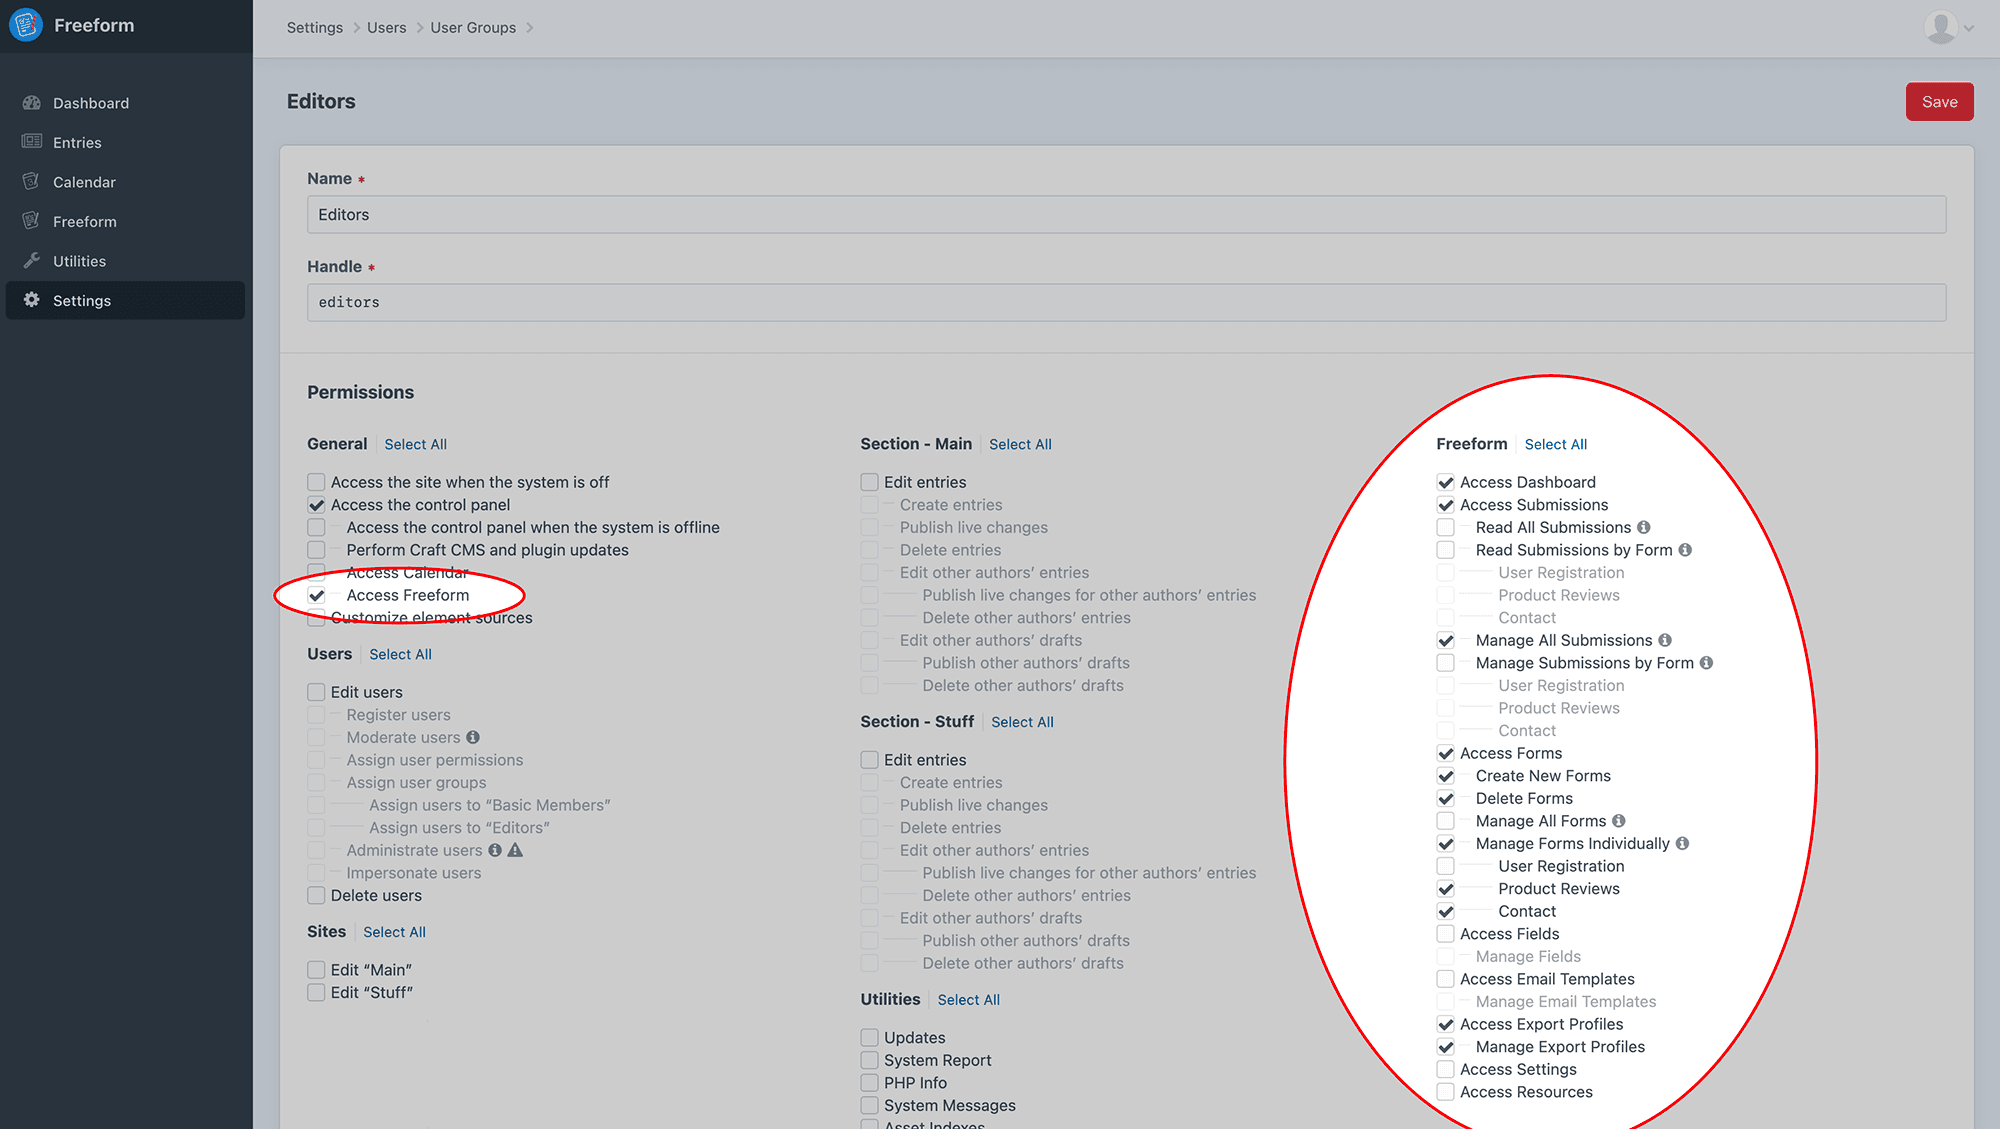 Freeform
Dashboard
Entries
Calendar
Freeform
Utilities
Settings
Settings
Users
User Groups
Editors
Save
Name *
Editors
Handle *
editors
Permissions
General
Select All
Access the site when the system is off
Access the control panel
Access the control panel when the system is offline
Perform Craft CMS and plugin updates
Access Calendar
Access Freeform
Customize element sources
Users
Select All
Edit users
Register users
Moderate users
Assign user permissions
Assign user groups
Assign users to “Basic Members”
Assign users to “Editors”
Administrate users
Impersonate users
Delete users
Sites
Select All
Edit “Main”
Edit “Stuff”
Section - Main
Select All
Edit entries
Create entries
Publish live changes
Delete entries
Edit other authors’ entries
Publish live changes for other authors’ entries
Delete other authors’ entries
Edit other authors’ drafts
Publish other authors’ drafts
Delete other authors’ drafts
Section - Stuff
Select All
Edit entries
Create entries
Publish live changes
Delete entries
Edit other authors’ entries
Publish live changes for other authors’ entries
Delete other authors’ entries
Edit other authors’ drafts
Publish other authors’ drafts
Delete other authors’ drafts
Utilities
Select All
Updates
System Report
PHP Info
System Messages
Asset Indexes
Freeform
Select All
Access Dashboard
Access Submissions
Read All Submissions
Read Submissions by Form
User Registration
Product Reviews
Contact
Manage All Submissions
Manage Submissions by Form
User Registration
Product Reviews
Contact
Access Forms
Create New Forms
Delete Forms
Manage All Forms
Manage Forms Individually
User Registration
Product Reviews
Contact
Access Fields
Manage Fields
Access Email Templates
Manage Email Templates
Access Export Profiles
Manage Export Profiles
Access Settings
Access Resources